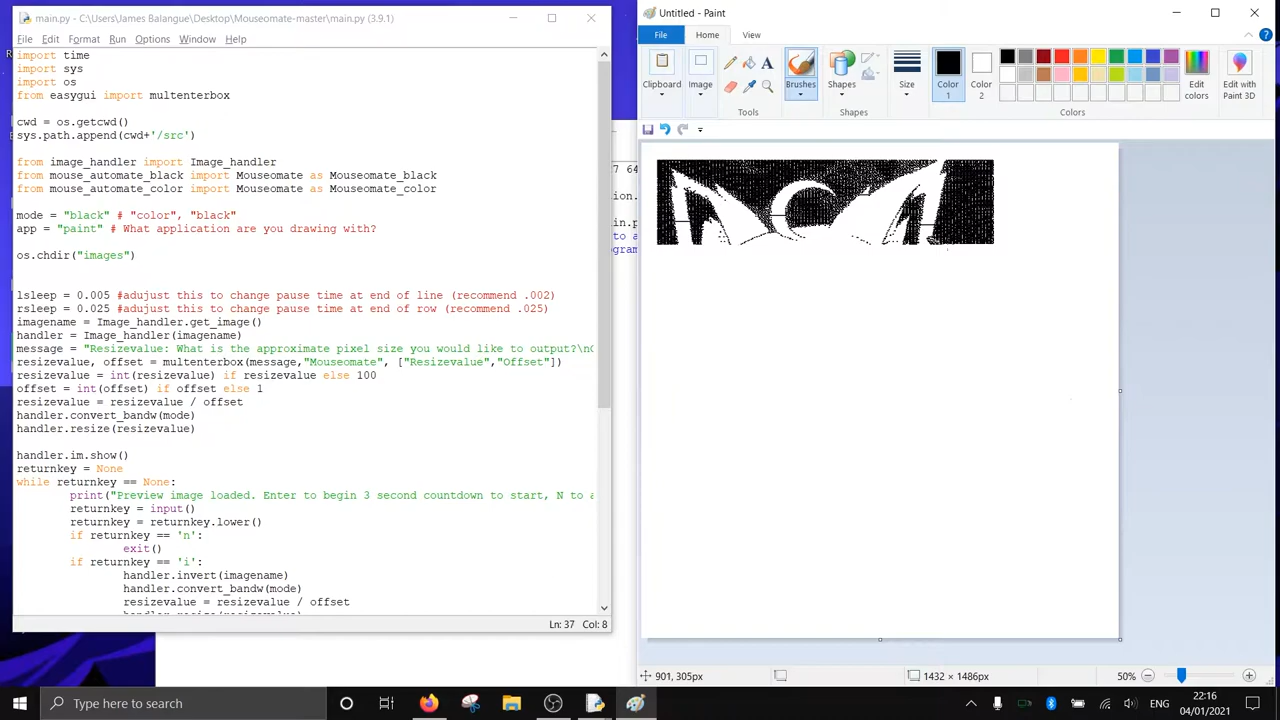 main.py - C:\Users\James Balangue\Desktop\Mouseomate-master\main.py (3.9.1)
File Edit Format Run Options Window Help
import time
import sys
import os
from easygui import multenterbox
cwd = os.getcwd()
sys.path.append(cwd+'/src')
from image_handler import Image_handler
from mouse_automate_black import Mouseomate as Mouseomate_black
from mouse_automate_color import Mouseomate as Mouseomate_color
mode = "black" # "color", "black"
app = "paint" # What application are you drawing with?
os.chdir("images")
lsleep = 0.005 #adujust this to change pause time at end of line (recommend .002)
rsleep = 0.025 #adujust this to change pause time at end of row (recommend .025)
imagename = Image_handler.get_image()
handler = Image_handler(imagename)
message = "Resizevalue: What is the approximate pixel size you would like to output?\n
resizevalue, offset = multenterbox(message,"Mouseomate", ["Resizevalue","Offset"])
resizevalue = int(resizevalue) if resizevalue else 100
offset = int(offset) if offset else 1
resizevalue = resizevalue / offset
handler.convert_bandw(mode)
handler.resize(resizevalue)
handler.im.show()
returnkey = None
while returnkey == None:
print("Preview image loaded. Enter to begin 3 second countdown to start, N to a
returnkey = input()
returnkey = returnkey.lower()
if returnkey == 'n':
exit()
if returnkey == 'i':
handler.invert(imagename)
handler.convert_bandw(mode)
resizevalue = resizevalue / offset
Ln: 37 Col: 8
7 64
ion.
in.p
to a
ogram
Untitled - Paint
File Home View
Clipboard
Image
Tools
Brushes
Shapes
Shapes
Size
Color 1
Color 2
Edit colors
Colors
Edit with Paint 3D
901, 305px
1432 × 1486px
50%
Type here to search
ENG
22:16
04/01/2021